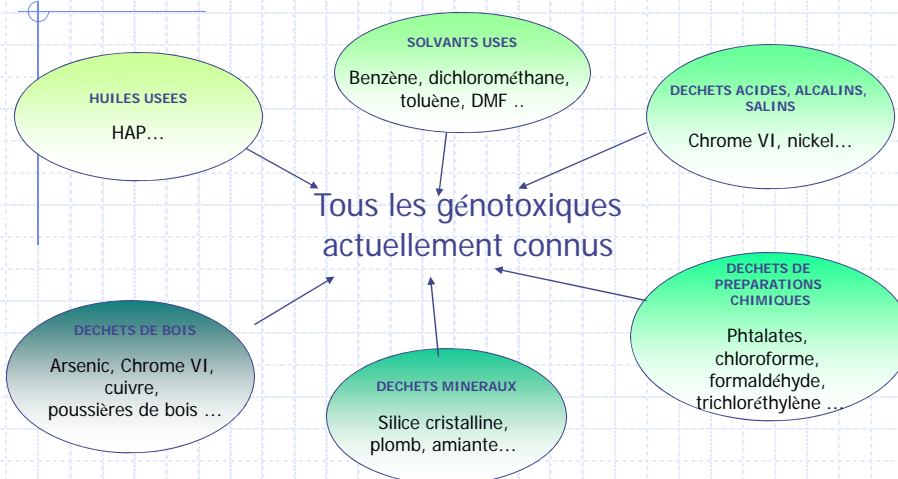 SOLVANTS USES
Benzène, dichlorométhane,
toluène, DMF ..
HUILES USEES
HAP...
DECHETS ACIDES, ALCALINS,
SALINS
Chrome VI, nickel...
Tous les génotoxiques
actuellement connus
DECHETS DE BOIS
Arsenic, Chrome VI,
cuivre,
poussières de bois ...
DECHETS MINERAUX
Silice cristalline,
plomb, amiante...
DECHETS DE
PREPARATIONS
CHIMIQUES
Phtalates,
chloroforme,
formaldéhyde,
trichloréthylène ...